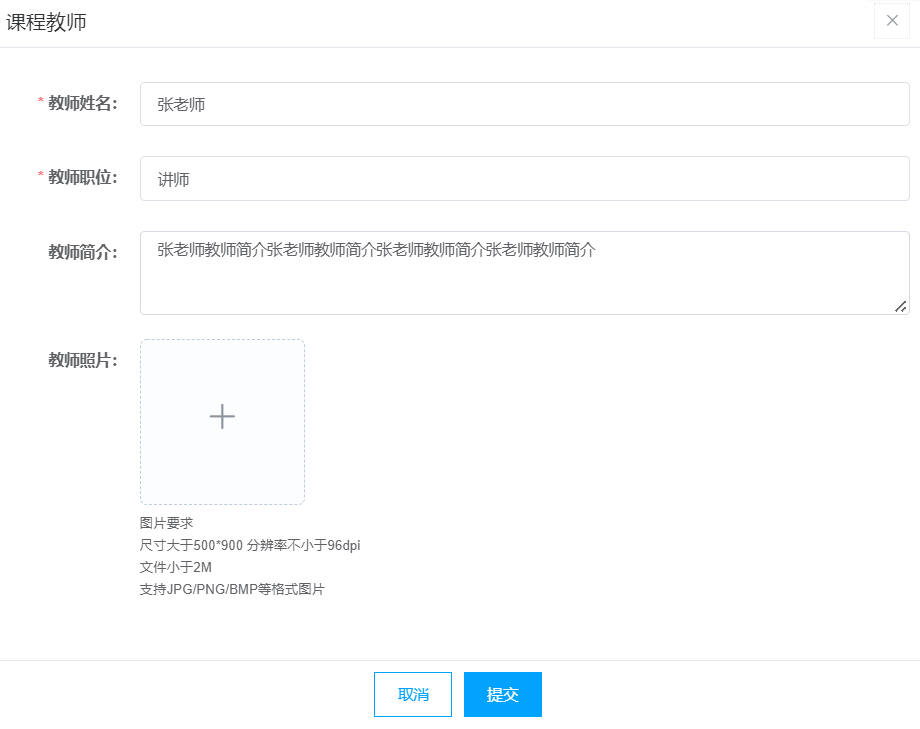 课程教师
* 教师姓名：
张老师
* 教师职位：
讲师
教师简介：
张老师教师简介张老师教师简介张老师教师简介张老师教师简介
教师照片：
图片要求
尺寸大于500*900 分辨率不小于96dpi
文件小于2M
支持JPG/PNG/BMP等格式图片
取消
提交